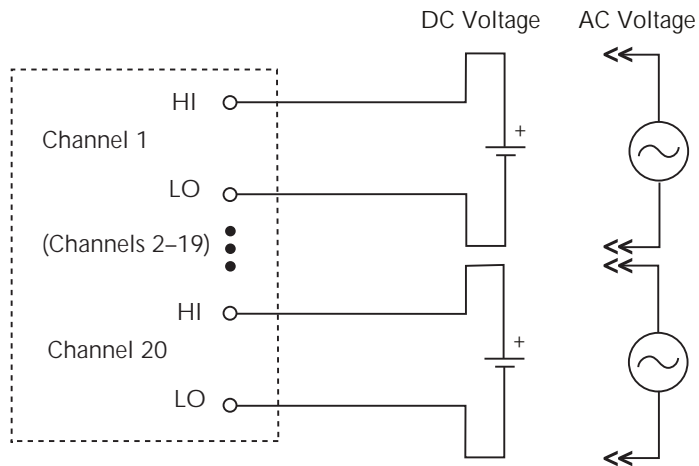 DC Voltage
AC Voltage
HI
+
Channel 1
LO
(Channels 2–19)
HI
+
Channel 20
LO